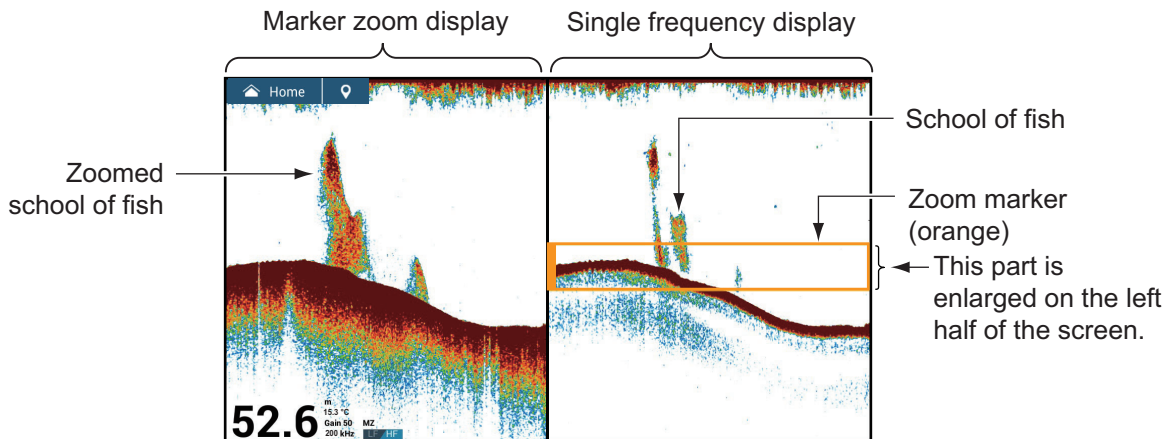 Marker zoom display
Single frequency display
Home
School of fish
Zoomed
school of fish
Zoom marker
(orange)
This part is
enlarged on the left
half of the screen.
52.6
m
15.3 °C
Gain 50 MZ
200 kHz LF HF